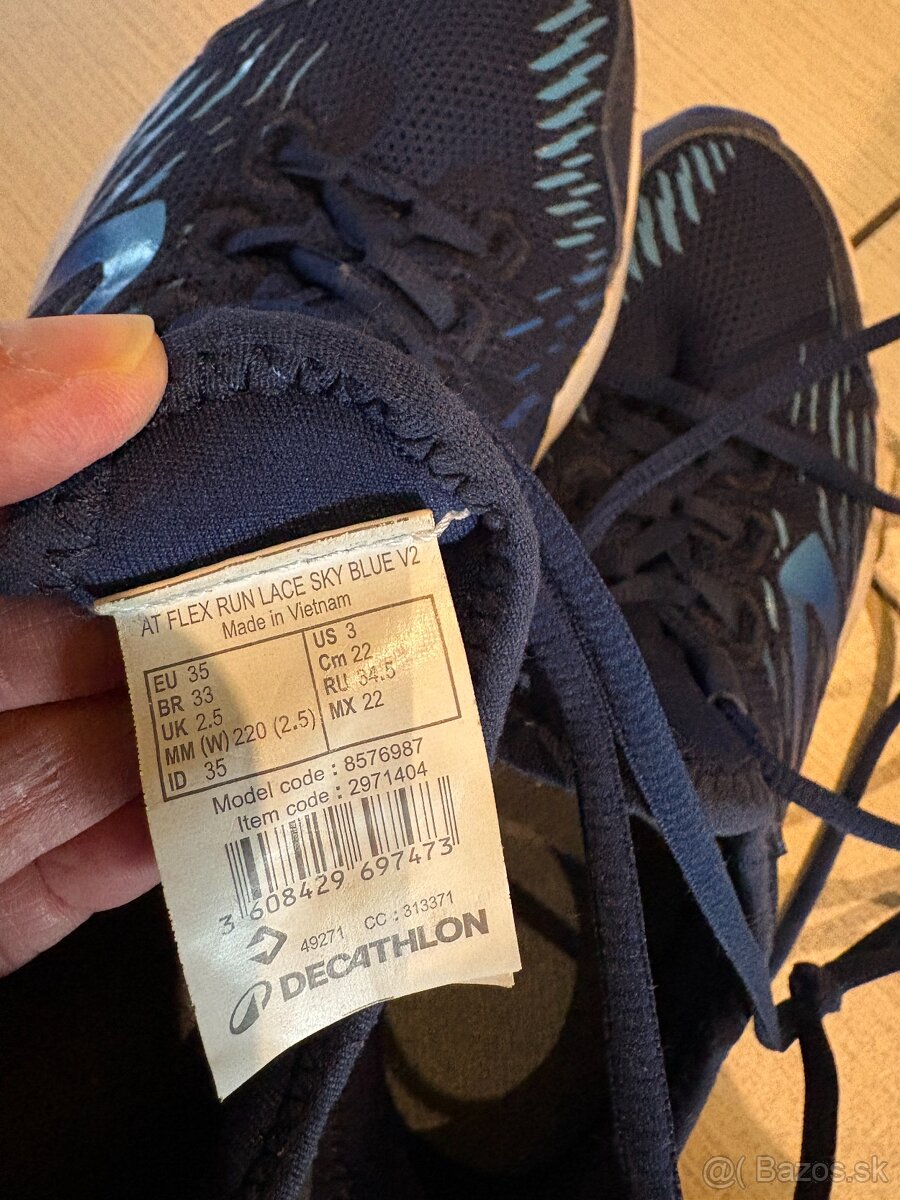 AT FLEX RUN LACE SKY BLUE V2
Made in Vietnam
EU 35
BR 33
UK 2.5
MM (W) 220 (2.5)
ID 35
US 3
Cm 22
RU 34.5
MX 22
Model code : 8576987
Item code : 2971404
3 608429 697473
49271 CC : 313371
DECATHLON
@( Bazos.sk